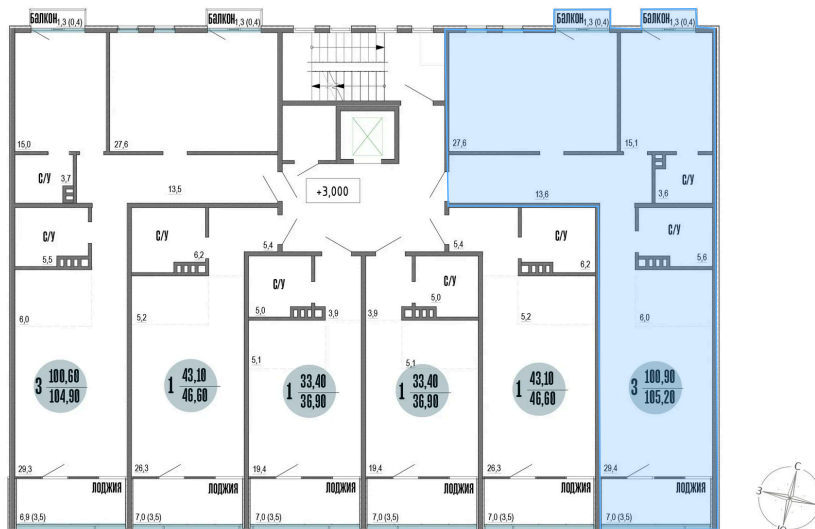 БАЛКОН 1,3 (0,4)
БАЛКОН 1,3 (0,4)
БАЛКОН 1,3 (0,4)
БАЛКОН 1,3 (0,4)
15,0
27,6
27,6
15,1
С/У
3,7
13,5
+3,000
13,6
3,6
С/У
С/У
5,5
С/У
6,2
5,4
5,4
С/У
6,2
С/У
5,6
С/У
5,0
3,9
3,9
5,0
С/У
6,0
5,2
5,1
5,1
5,2
6,0
3 100,60 104,90
1 43,10 46,60
1 33,40 36,90
1 33,40 36,90
1 43,10 46,60
3 100,90 105,20
29,3
26,3
19,4
19,4
26,3
29,4
ЛОДЖИЯ
ЛОДЖИЯ
ЛОДЖИЯ
ЛОДЖИЯ
ЛОДЖИЯ
ЛОДЖИЯ
6,9 (3,5)
7,0 (3,5)
7,0 (3,5)
7,0 (3,5)
7,0 (3,5)
7,0 (3,5)
С
З
Ю